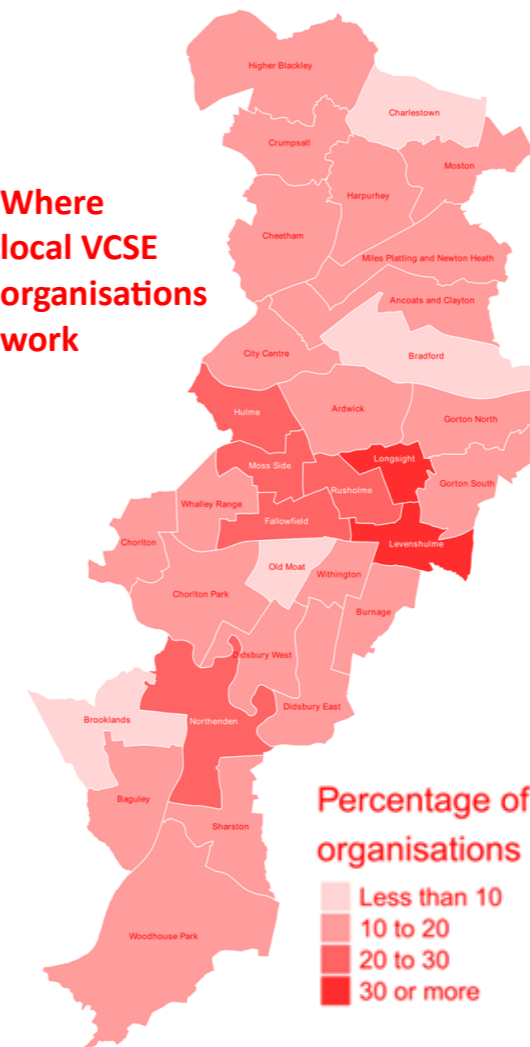 Higher Blackley
Charlestown
Crumpsall
Moston
Harpurhey
Where
local VCSE
organisations
work
Cheetham
Miles Platting and Newton Heath
Ancoats and Clayton
City Centre
Bradford
Hulme
Ardwick
Gorton North
Moss Side
Longsight
Rusholme
Gorton South
Whalley Range
Fallowfield
Chorlton
Levenshulme
Old Moat
Withington
Chorlton Park
Burnage
Didsbury West
Didsbury East
Brooklands
Northenden
Baguley
Sharston
Woodhouse Park
Percentage of
organisations
Less than 10
10 to 20
20 to 30
30 or more